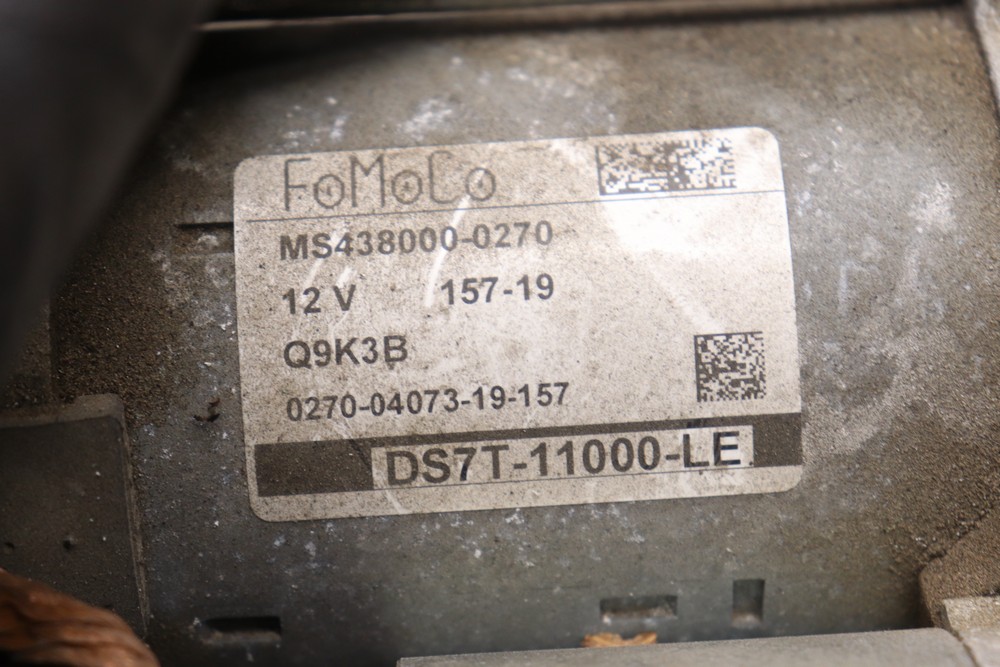 FoMoCo
MS438000-0270
12 V 157-19
Q9K3B
0270-04073-19-157
DS7T-11000-LE